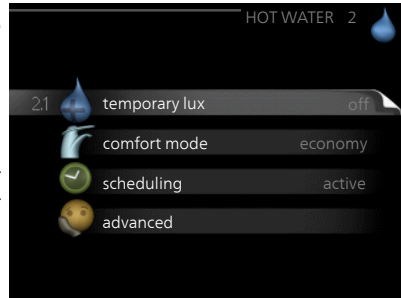 HOT WATER 2
2.1 temporary lux off
comfort mode economy
scheduling active
advanced